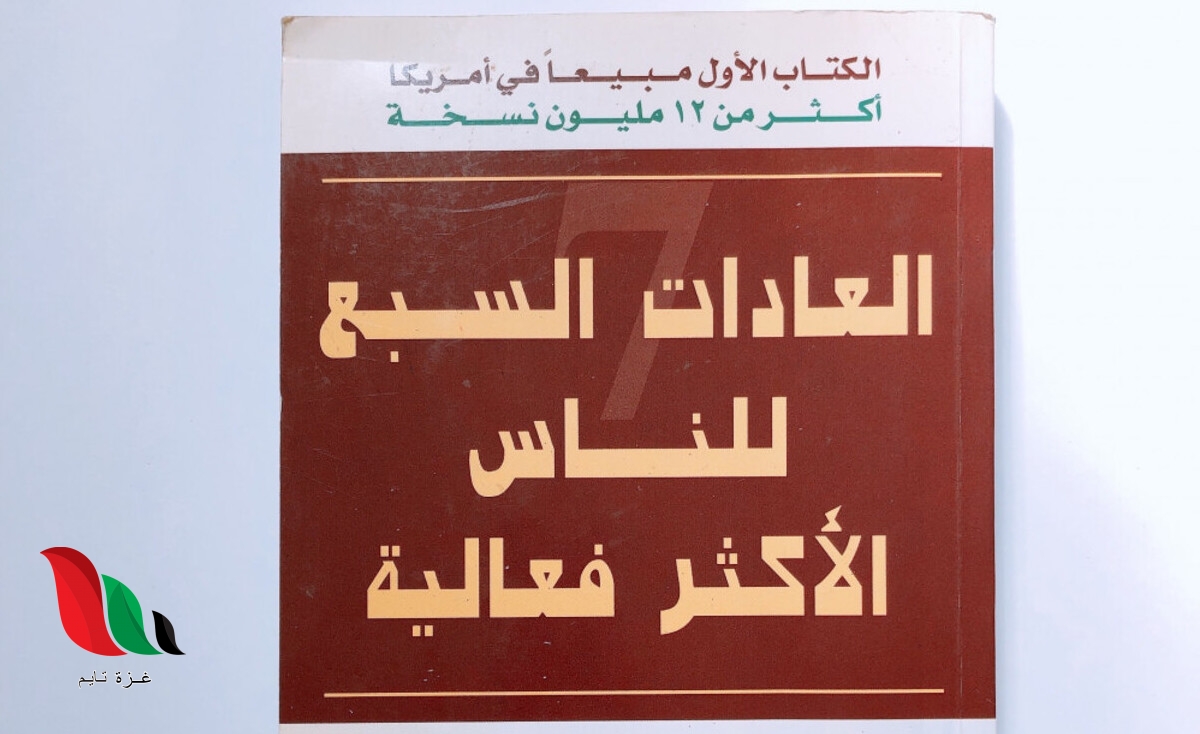 الكتاب الأول مبيعاً في أمريكا
أكثر من ١٢ مليون نسخة
7
العادات السبع
للناس
الأكثر فعالية
غزة تايم